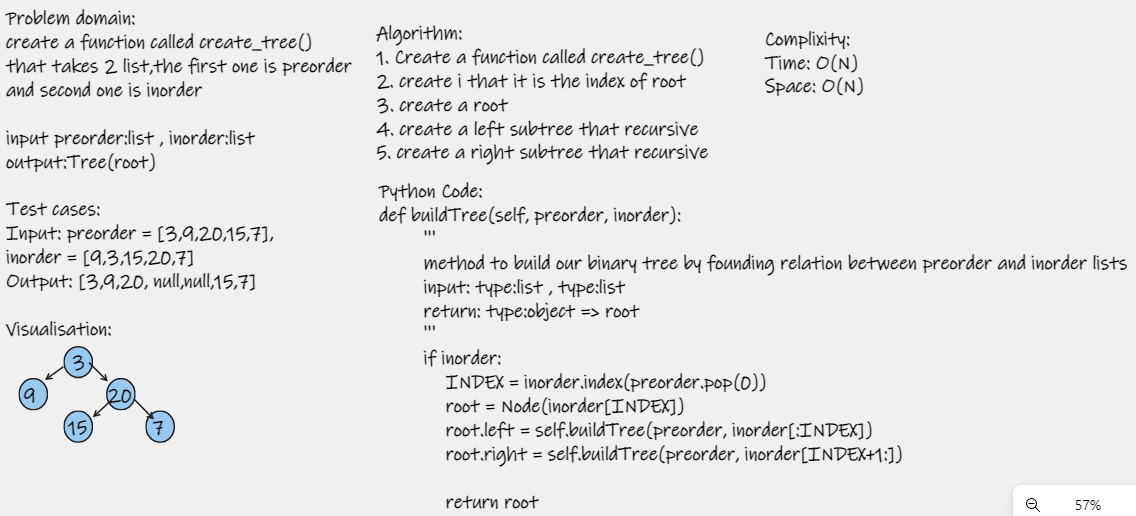 Problem domain:
create a function called create_tree()
that takes 2 list,the first one is preorder
and second one is inorder
input preorder:list , inorder:list
output:Tree(root)
Test cases:
Input: preorder = [3,9,20,15,7],
inorder = [9,3,15,20,7]
Output: [3,9,20, null,null,15,7]
Visualisation:
3
9
20
15
7
Algorithm:
1. Create a function called create_tree()
2. create i that it is the index of root
3. create a root
4. create a left subtree that recursive
5. create a right subtree that recursive
Complixity:
Time: O(N)
Space: O(N)
Python Code:
def buildTree(self, preorder, inorder):
'''
method to build our binary tree by founding relation between preorder and inorder lists
input: type:list , type:list
return: type:object => root
'''
if inorder:
INDEX = inorder.index(preorder.pop(0))
root = Node(inorder[INDEX])
root.left = self.buildTree(preorder, inorder[:INDEX])
root.right = self.buildTree(preorder, inorder[INDEX+1:])
return root
57%